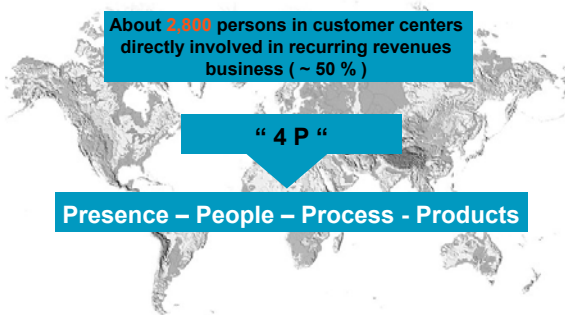 About 2,800 persons in customer centers
directly involved in recurring revenues
business ( ~ 50 % )
“ 4 P “
Presence – People – Process - Products